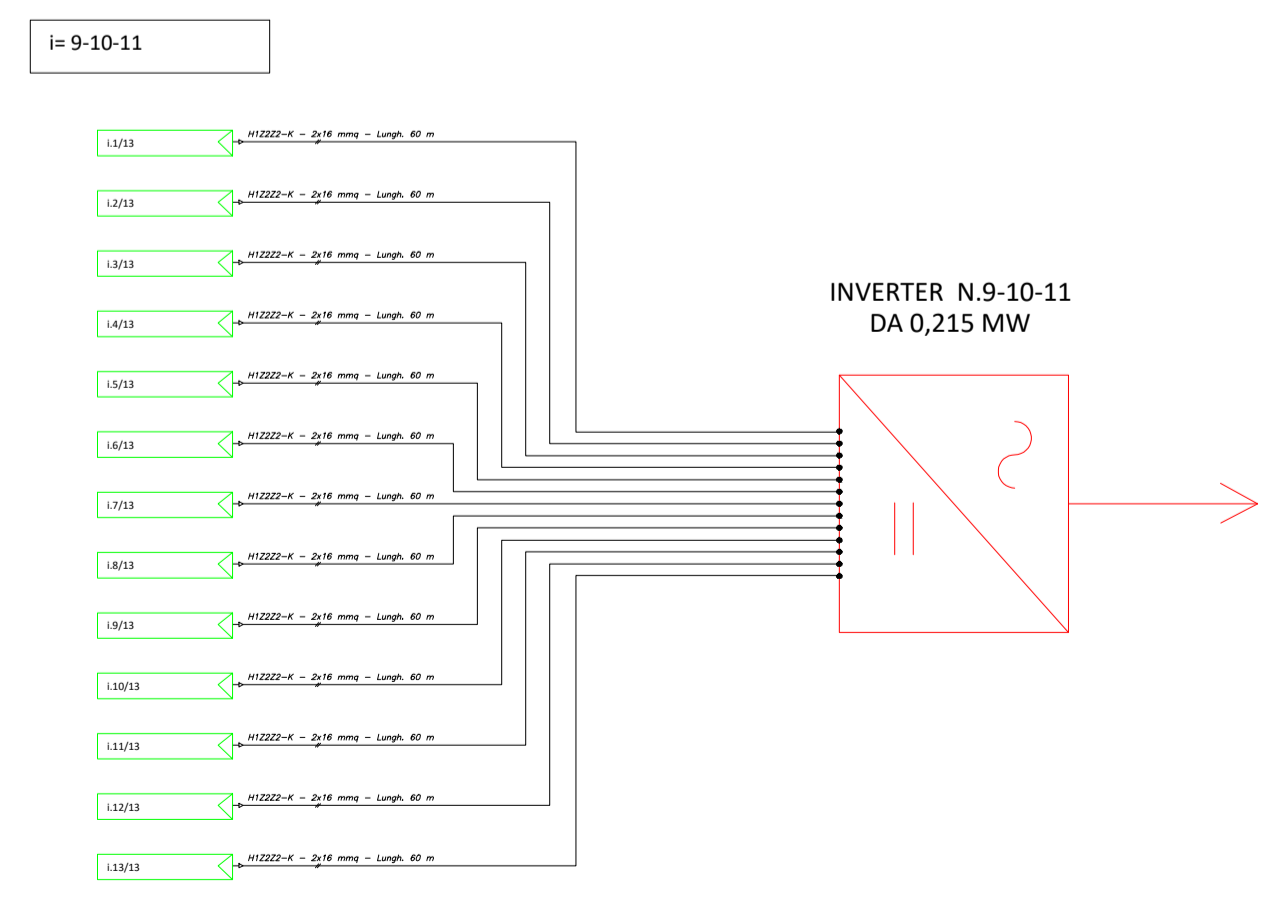 i= 9-10-11
i.1/13
H1Z2Z2-K - 2x16 mmq - Lungh. 60 m
i.2/13
H1Z2Z2-K - 2x16 mmq - Lungh. 60 m
i.3/13
H1Z2Z2-K - 2x16 mmq - Lungh. 60 m
INVERTER N.9-10-11
DA 0,215 MW
i.4/13
H1Z2Z2-K - 2x16 mmq - Lungh. 60 m
i.5/13
H1Z2Z2-K - 2x16 mmq - Lungh. 60 m
i.6/13
H1Z2Z2-K - 2x16 mmq - Lungh. 60 m
i.7/13
H1Z2Z2-K - 2x16 mmq - Lungh. 60 m
i.8/13
H1Z2Z2-K - 2x16 mmq - Lungh. 60 m
i.9/13
H1Z2Z2-K - 2x16 mmq - Lungh. 60 m
i.10/13
H1Z2Z2-K - 2x16 mmq - Lungh. 60 m
i.11/13
H1Z2Z2-K - 2x16 mmq - Lungh. 60 m
i.12/13
H1Z2Z2-K - 2x16 mmq - Lungh. 60 m
i.13/13
H1Z2Z2-K - 2x16 mmq - Lungh. 60 m